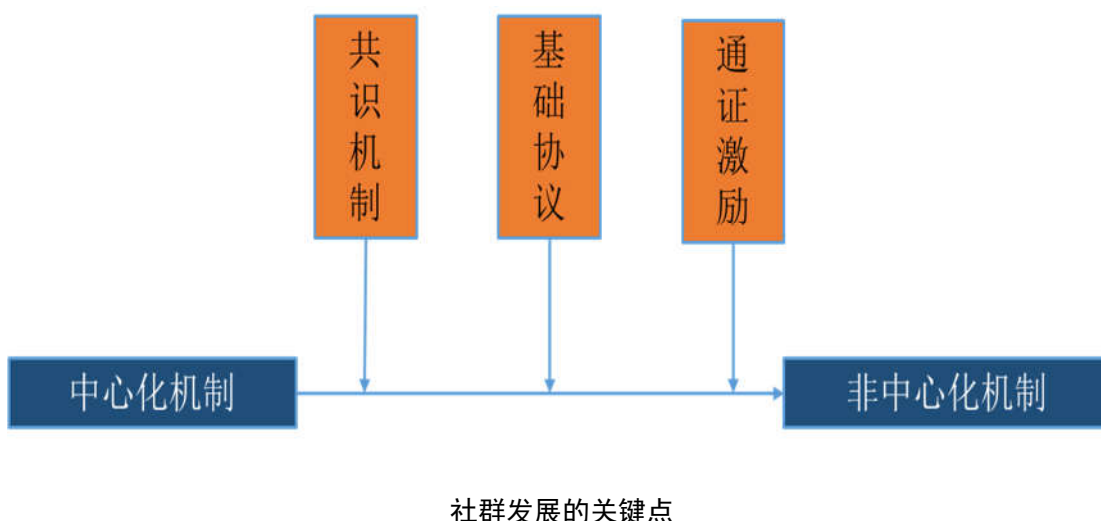 共识机制
基础协议
通证激励
中心化机制
非中心化机制
社群发展的关键点